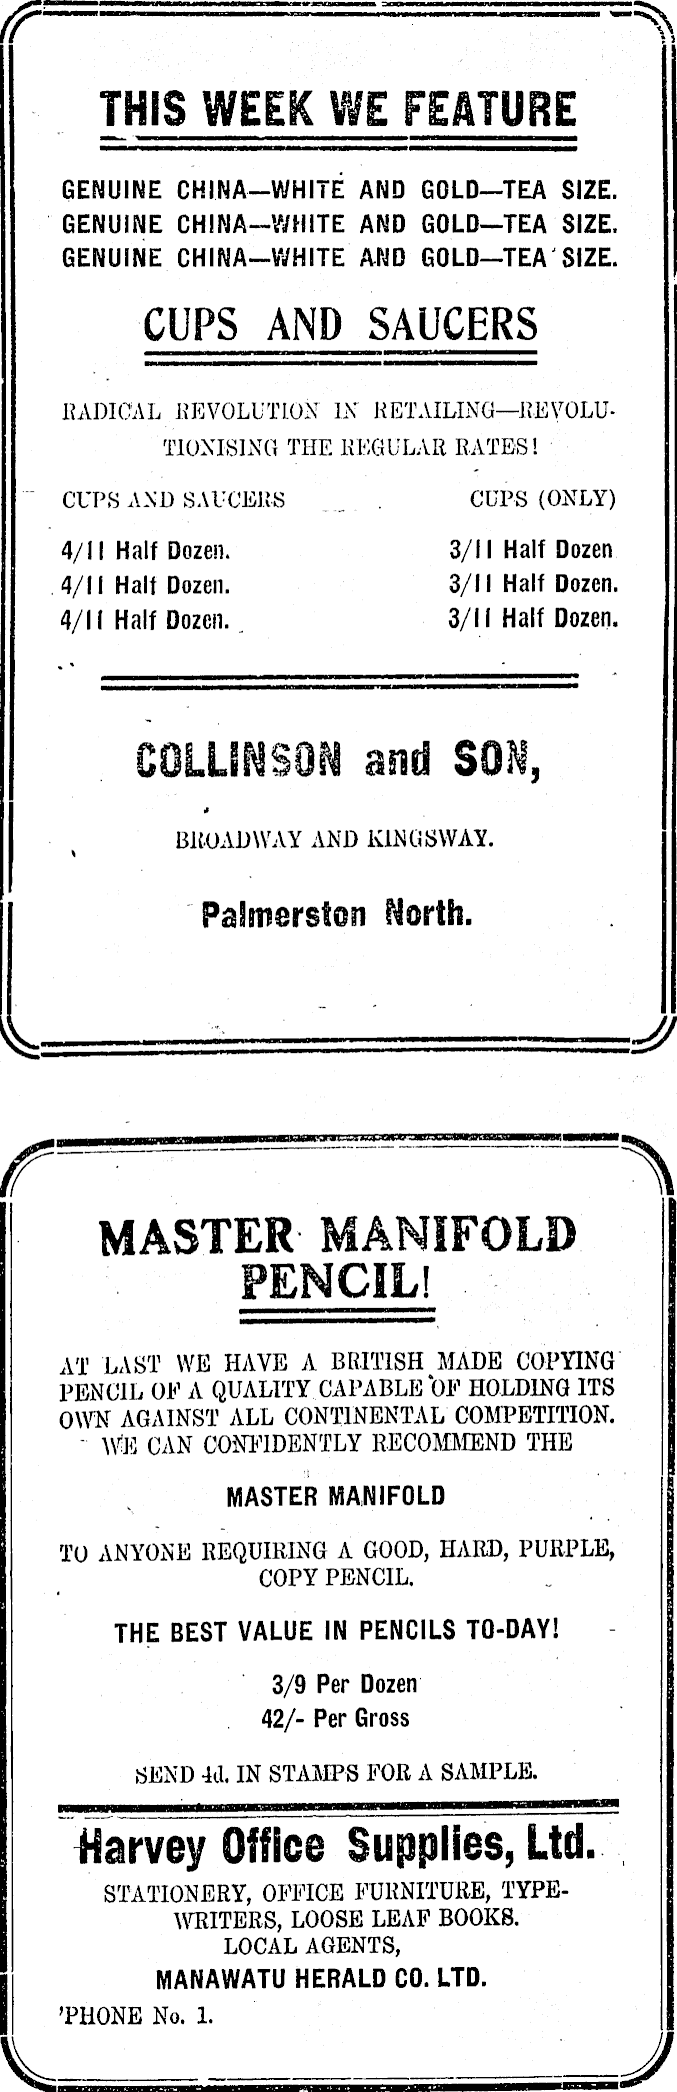 THIS WEEK WE FEATURE
GENUINE CHINA—WHITE AND GOLD—TEA SIZE.
GENUINE CHINA—WHITE AND GOLD—TEA SIZE.
GENUINE CHINA—WHITE AND GOLD—TEA SIZE.
CUPS AND SAUCERS
RADICAL REVOLUTION IN RETAILING—REVOLU-
TIONISING THE REGULAR RATES!
CUPS AND SAUCERS CUPS (ONLY)
4/11 Half Dozen. 3/11 Half Dozen
4/11 Half Dozen. 3/11 Half Dozen.
4/11 Half Dozen. 3/11 Half Dozen.
COLLINSON and SON,
BROADWAY AND KINGSWAY.
Palmerston North.
MASTER MANIFOLD
PENCIL!
AT LAST WE HAVE A BRITISH MADE COPYING
PENCIL OF A QUALITY CAPABLE OF HOLDING ITS
OWN AGAINST ALL CONTINENTAL COMPETITION.
WE CAN CONFIDENTLY RECOMMEND THE
MASTER MANIFOLD
TO ANYONE REQUIRING A GOOD, HARD, PURPLE,
COPY PENCIL.
THE BEST VALUE IN PENCILS TO-DAY!
3/9 Per Dozen
42/- Per Gross
SEND 4d. IN STAMPS FOR A SAMPLE.
Harvey Office Supplies, Ltd.
STATIONERY, OFFICE FURNITURE, TYPE-
WRITERS, LOOSE LEAF BOOKS.
LOCAL AGENTS,
MANAWATU HERALD CO. LTD.
'PHONE No. 1.